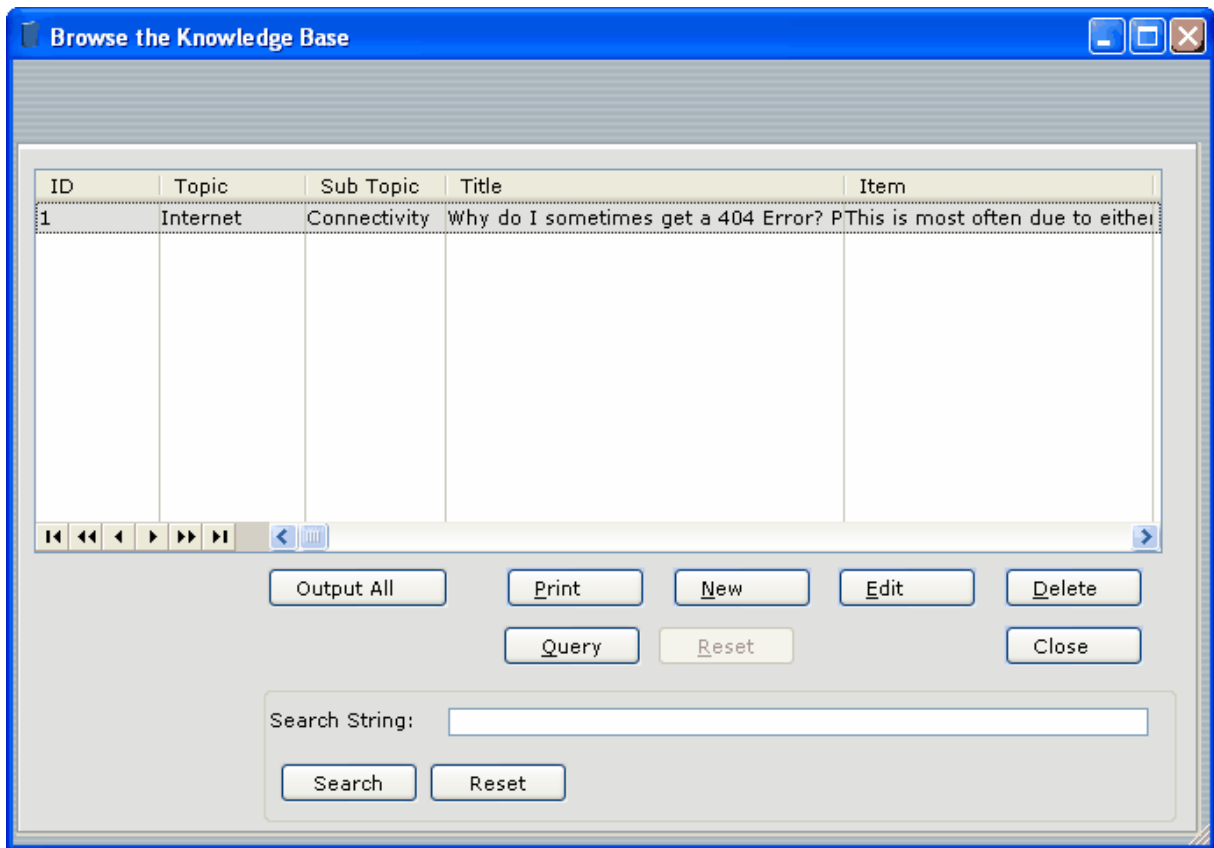 Browse the Knowledge Base
ID Topic Sub Topic Title Item
1 Internet Connectivity Why do I sometimes get a 404 Error? P This is most often due to either
Output All Print New Edit Delete
Query Reset Close
Search String:
Search Reset